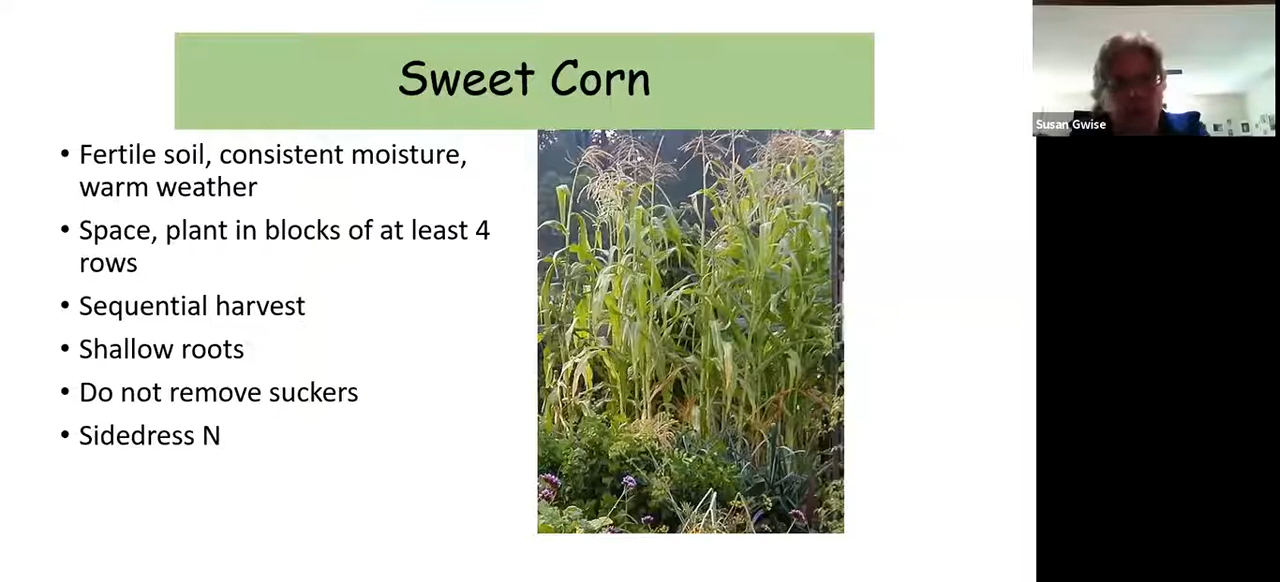 Sweet Corn
• Fertile soil, consistent moisture,
warm weather
• Space, plant in blocks of at least 4
rows
• Sequential harvest
• Shallow roots
• Do not remove suckers
• Sidedress N
Susan Gwise